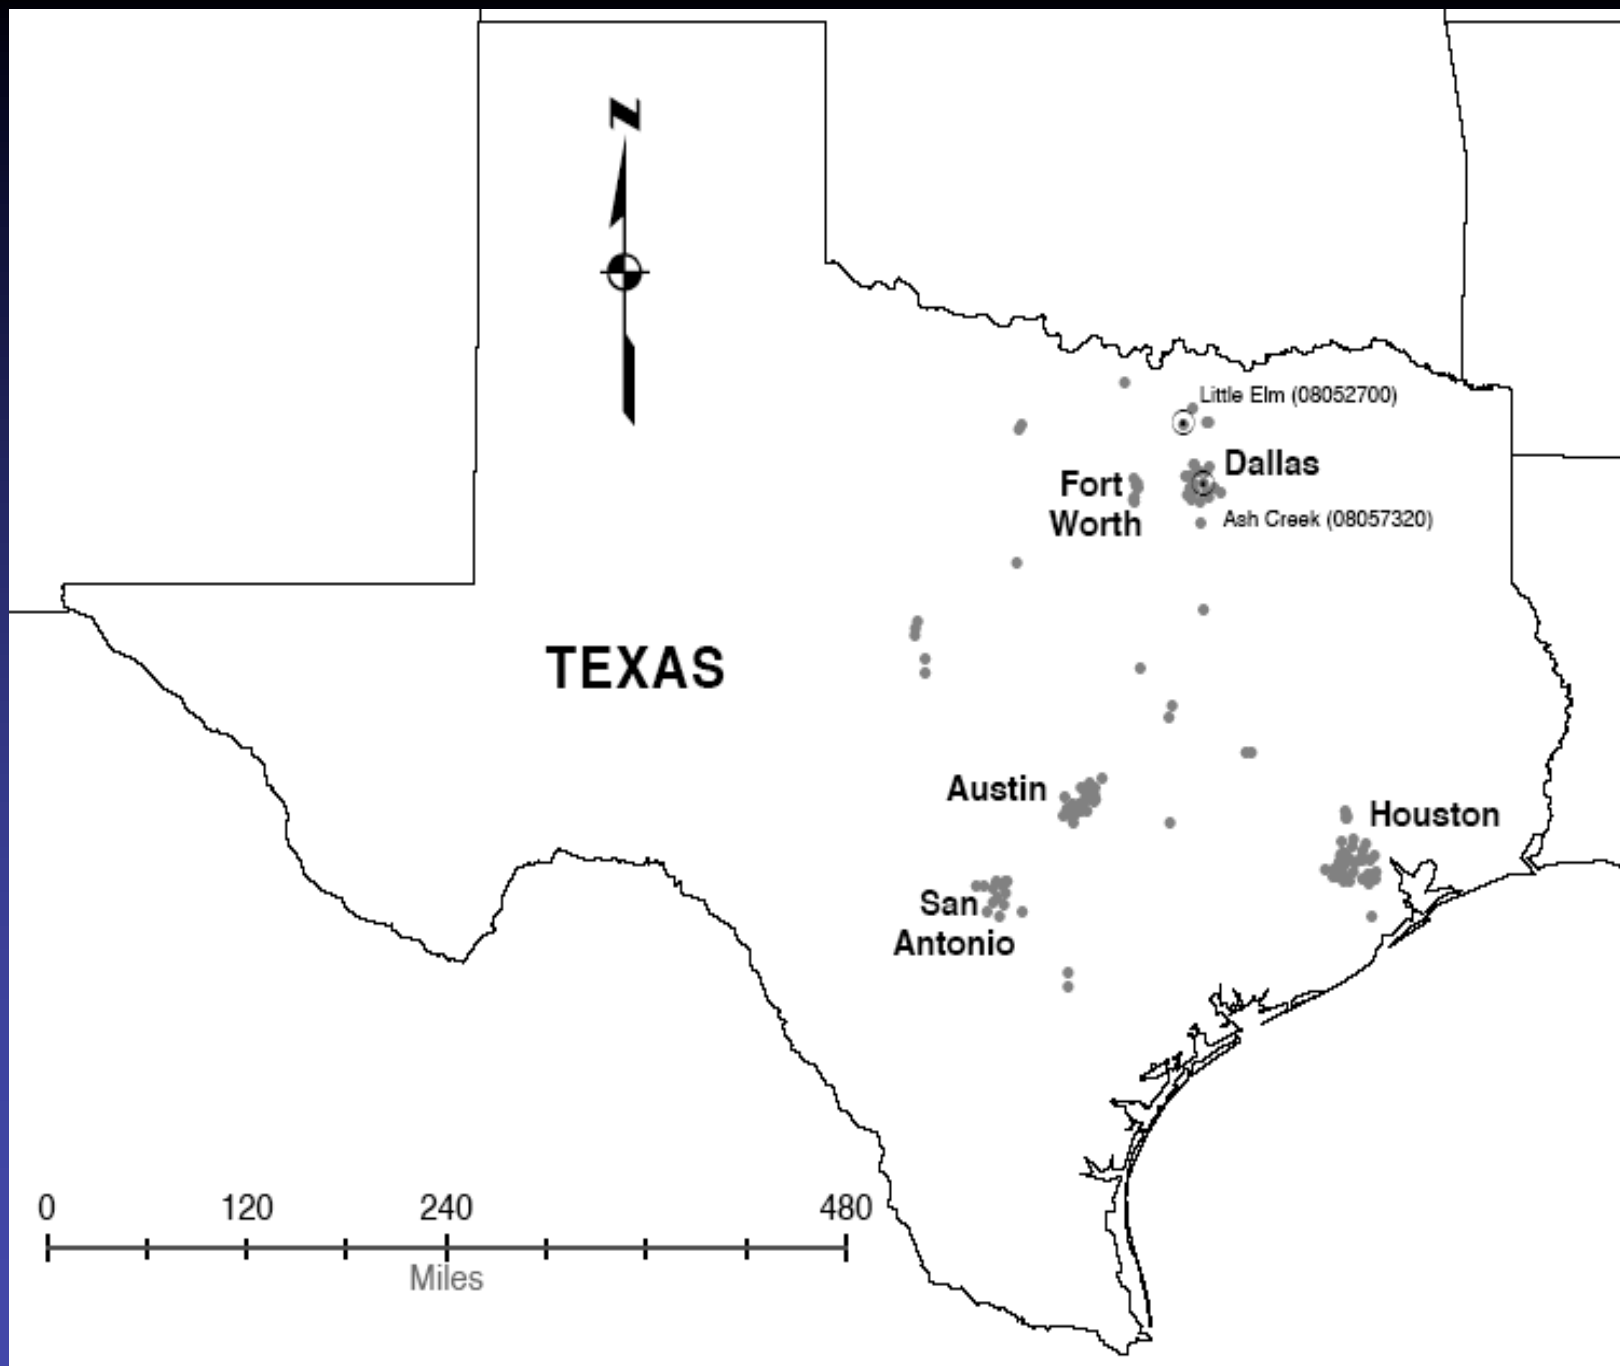 N
Little Elm (08052700)
Dallas
Fort
Worth
Ash Creek (08057320)
TEXAS
Austin
Houston
San
Antonio
0 120 240 480
Miles